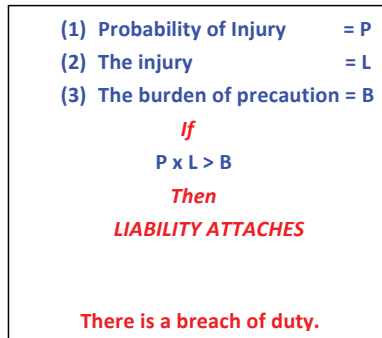 (1) Probability of Injury = P
(2) The injury = L
(3) The burden of precaution = B
If
P x L > B
Then
LIABILITY ATTACHES
There is a breach of duty.